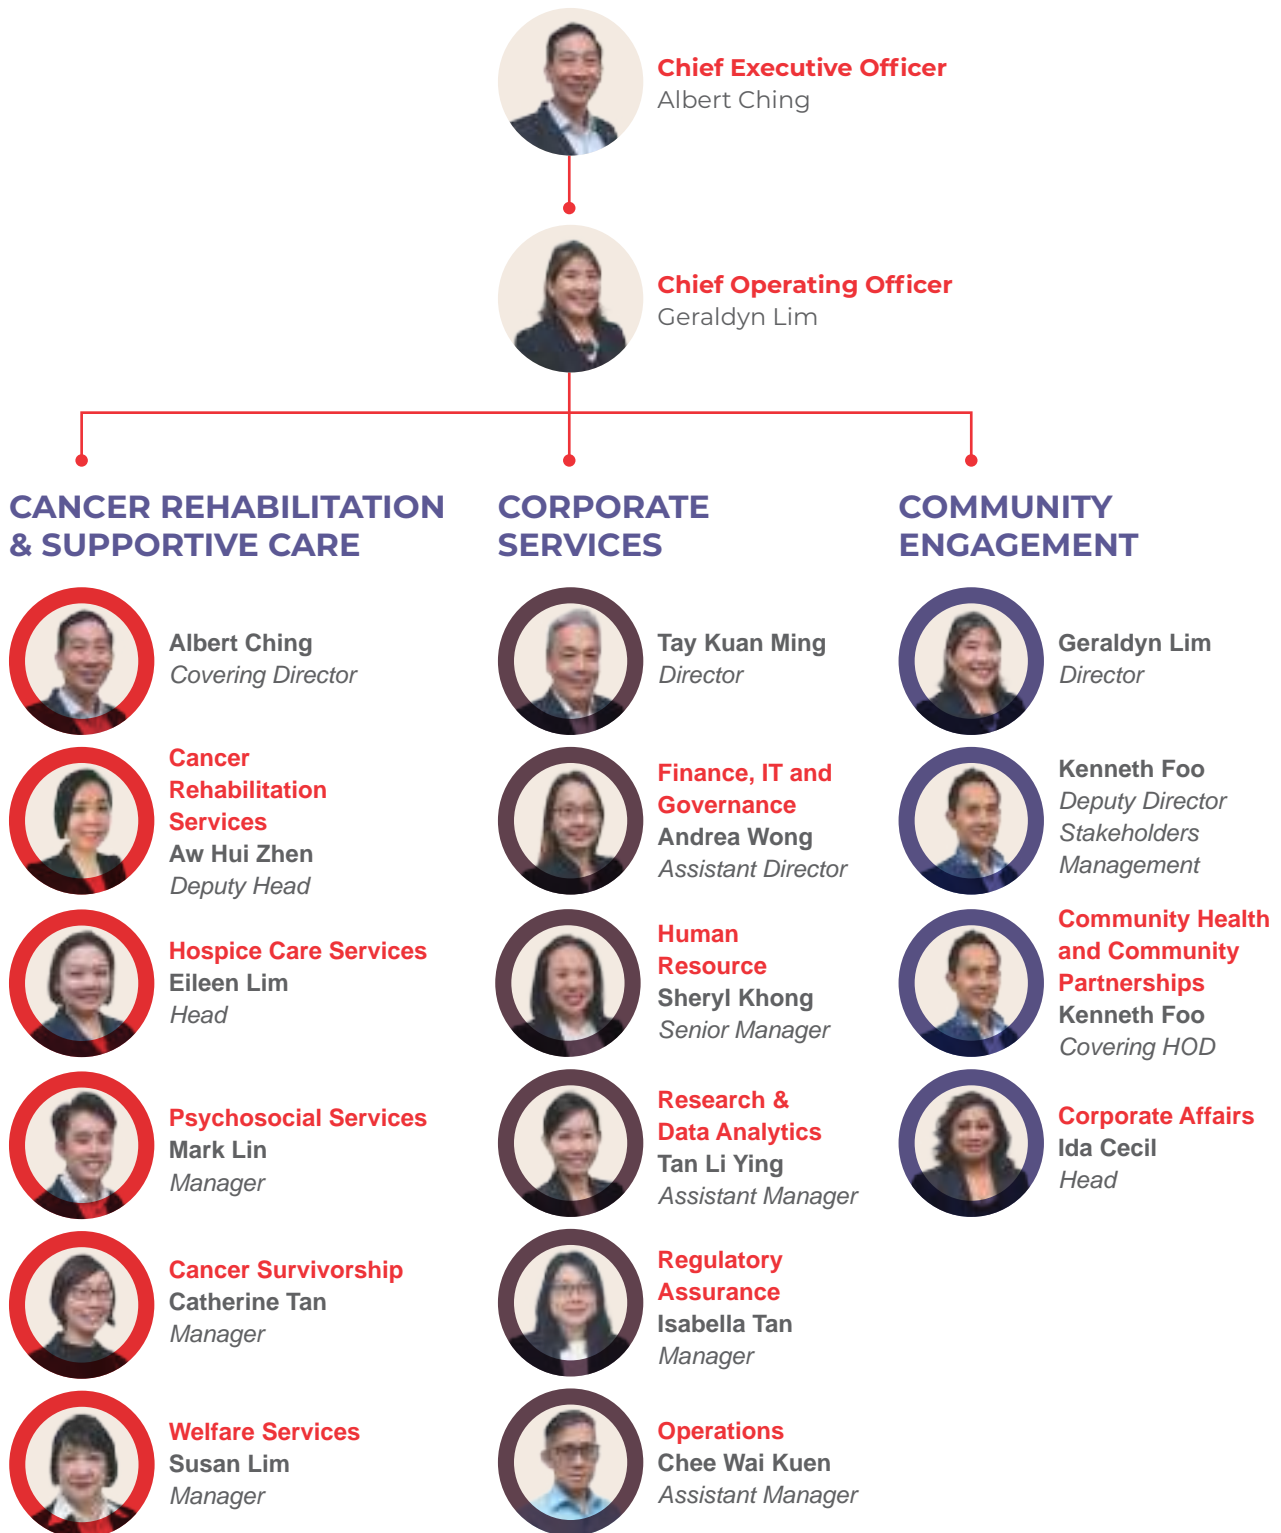 Chief Executive Officer
Albert Ching
Chief Operating Officer
Geraldyn Lim
CANCER REHABILITATION
& SUPPORTIVE CARE
Albert Ching
Covering Director
Cancer
Rehabilitation
Services
Aw Hui Zhen
Deputy Head
Hospice Care Services
Eileen Lim
Head
Psychosocial Services
Mark Lin
Manager
Cancer Survivorship
Catherine Tan
Manager
Welfare Services
Susan Lim
Manager
CORPORATE
SERVICES
Tay Kuan Ming
Director
Finance, IT and
Governance
Andrea Wong
Assistant Director
Human
Resource
Sheryl Khong
Senior Manager
Research &
Data Analytics
Tan Li Ying
Assistant Manager
Regulatory
Assurance
Isabella Tan
Manager
Operations
Chee Wai Kuen
Assistant Manager
COMMUNITY
ENGAGEMENT
Geraldyn Lim
Director
Kenneth Foo
Deputy Director
Stakeholders
Management
Community Health
and Community
Partnerships
Kenneth Foo
Covering HOD
Corporate Affairs
Ida Cecil
Head